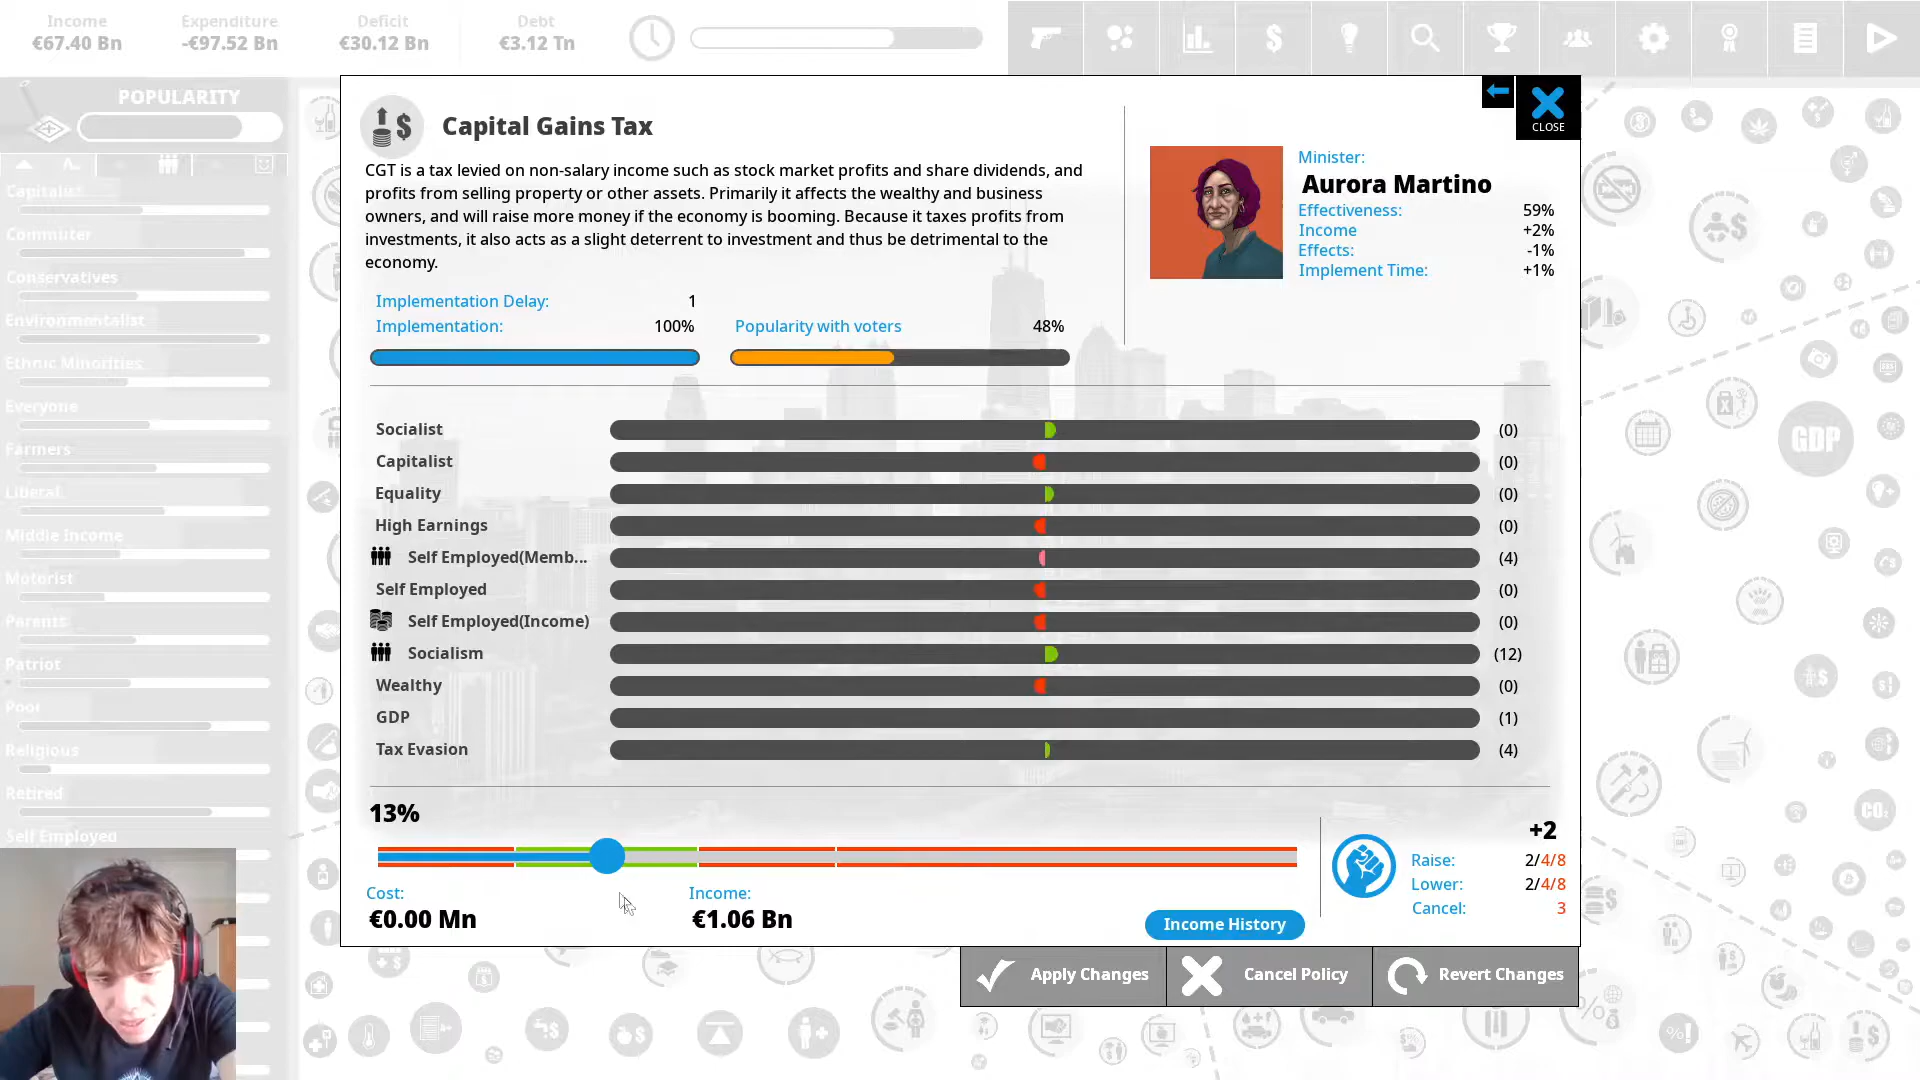 Income
€67.40 Bn
Expenditure
-€97.52 Bn
Deficit
€30.12 Bn
Debt
€3.12 Tn
POPULARITY
Capitalist
Commuter
Conservatives
Environmentalist
Ethnic Minorities
Everyone
Farmers
Liberal
Middle Income
Motorist
Parents
Patriot
Poor
Religious
Retired
Self Employed
CLOSE
Capital Gains Tax
CGT is a tax levied on non-salary income such as stock market profits and share dividends, and
profits from selling property or other assets. Primarily it affects the wealthy and business
owners, and will raise more money if the economy is booming. Because it taxes profits from
investments, it also acts as a slight deterrent to investment and thus be detrimental to the
economy.
Minister:
Aurora Martino
Effectiveness: 59%
Income +2%
Effects: -1%
Implement Time: +1%
Implementation Delay: 1
Implementation: 100%
Popularity with voters 48%
Socialist (0)
Capitalist (0)
Equality (0)
High Earnings (0)
Self Employed(Memb... (4)
Self Employed (0)
Self Employed(Income) (0)
Socialism (12)
Wealthy (0)
GDP (1)
Tax Evasion (4)
13%
Cost:
€0.00 Mn
Income:
€1.06 Bn
Income History
+2
Raise: 2/4/8
Lower: 2/4/8
Cancel: 3
Apply Changes
Cancel Policy
Revert Changes
GDP
CO2